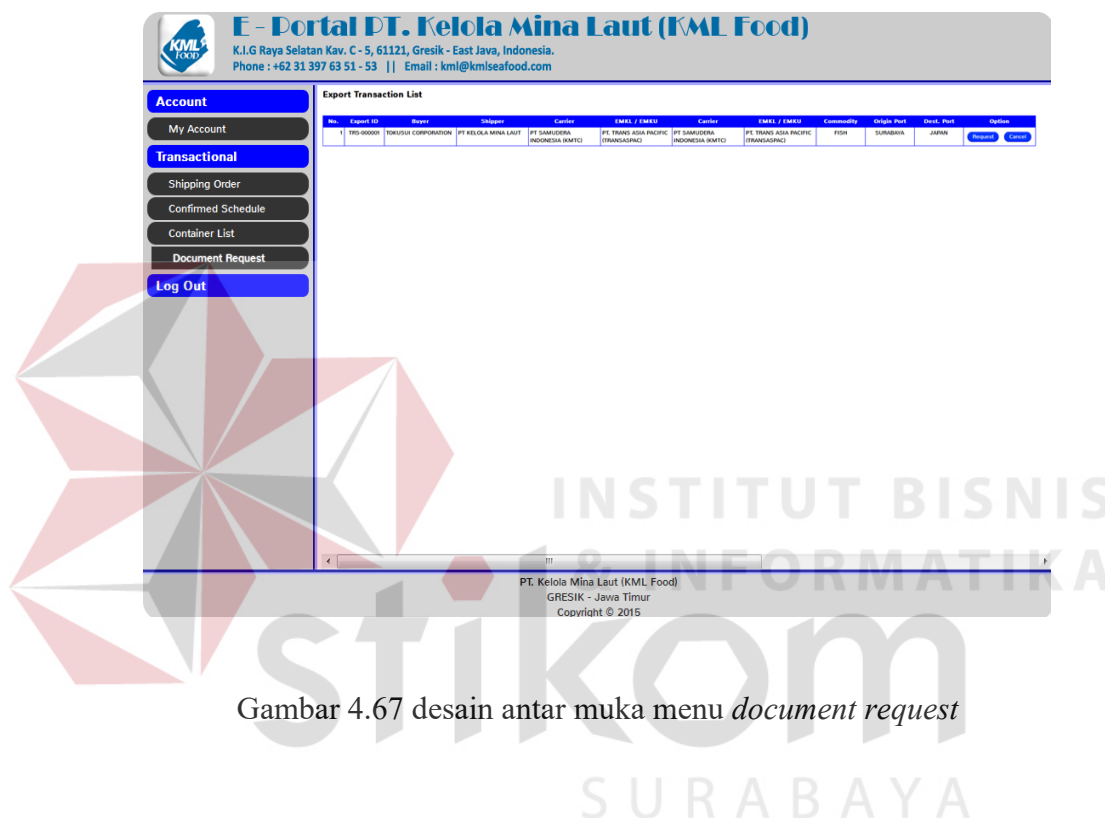 KML FOOD
E - Portal PT. Kelola Mina Laut (KML Food)
K.I.G Raya Selatan Kav. C - 5, 61121, Gresik - East Java, Indonesia.
Phone : +62 31 397 63 51 - 53 || Email : kml@kmlseafood.com
Account
My Account
Transactional
Shipping Order
Confirmed Schedule
Container List
Document Request
Log Out
Export Transaction List
No. Export ID Buyer Shipper Carrier EMKL / EMKU Carrier EMKL / EMKU Commodity Origin Port Dest. Port Option
1 TRS-000001 TOKUSUI CORPORATION PT KELOLA MINA LAUT PT SAMUDERA PT. TRANS ASIA PACIFIC PT SAMUDERA PT. TRANS ASIA PACIFIC FISH SURABAYA JAPAN Request Cancel
INDONESIA (KMTC) (TRANSASPAC) INDONESIA (KMTC) (TRANSASPAC)
INSTITUT BISNIS
& INFORMATIKA
PT. Kelola Mina Laut (KML Food)
GRESIK - Jawa Timur
Copyright © 2015
stikom
Gambar 4.67 desain antar muka menu document request
SURABAYA